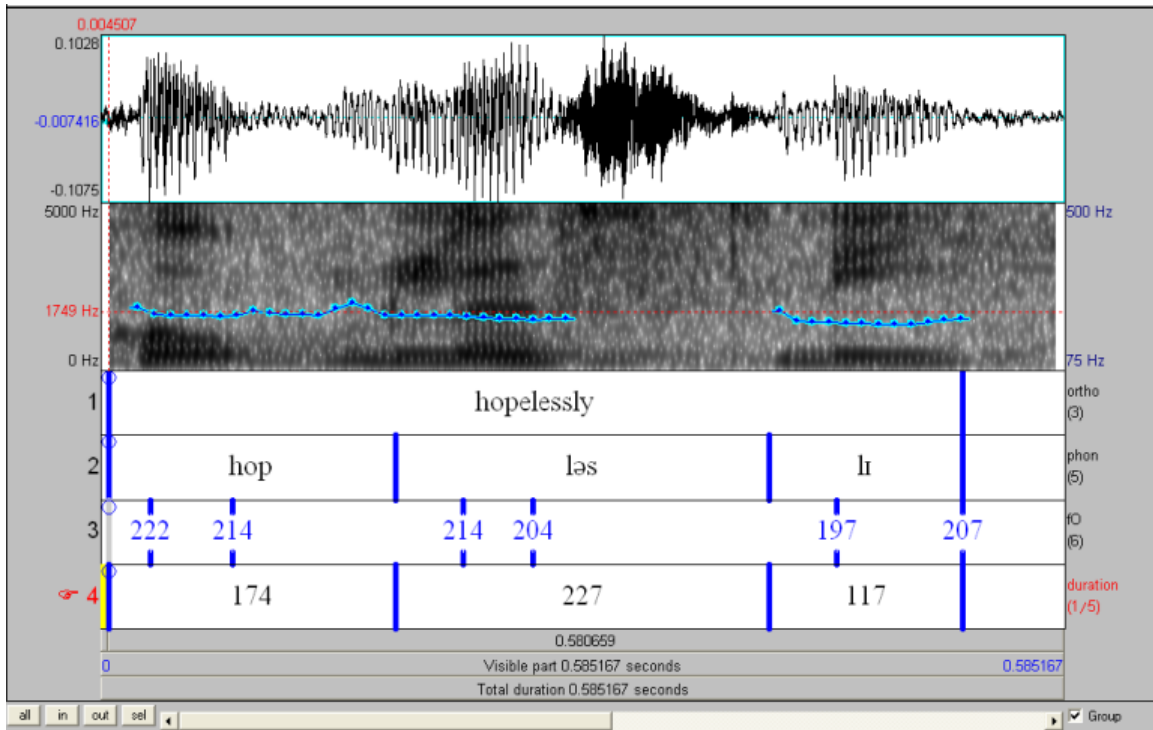 0.004507
0.1028
-0.007416
-0.1075
5000 Hz 500 Hz
1749 Hz
0 Hz 75 Hz
1 hopelessly ortho (3)
2 hop ləs lɪ phon (5)
3 222 214 214 204 197 207 f0 (6)
☞ 4 174 227 117 duration (1/5)
0.580659
0 Visible part 0.585167 seconds 0.585167
Total duration 0.585167 seconds
all in out sel Group